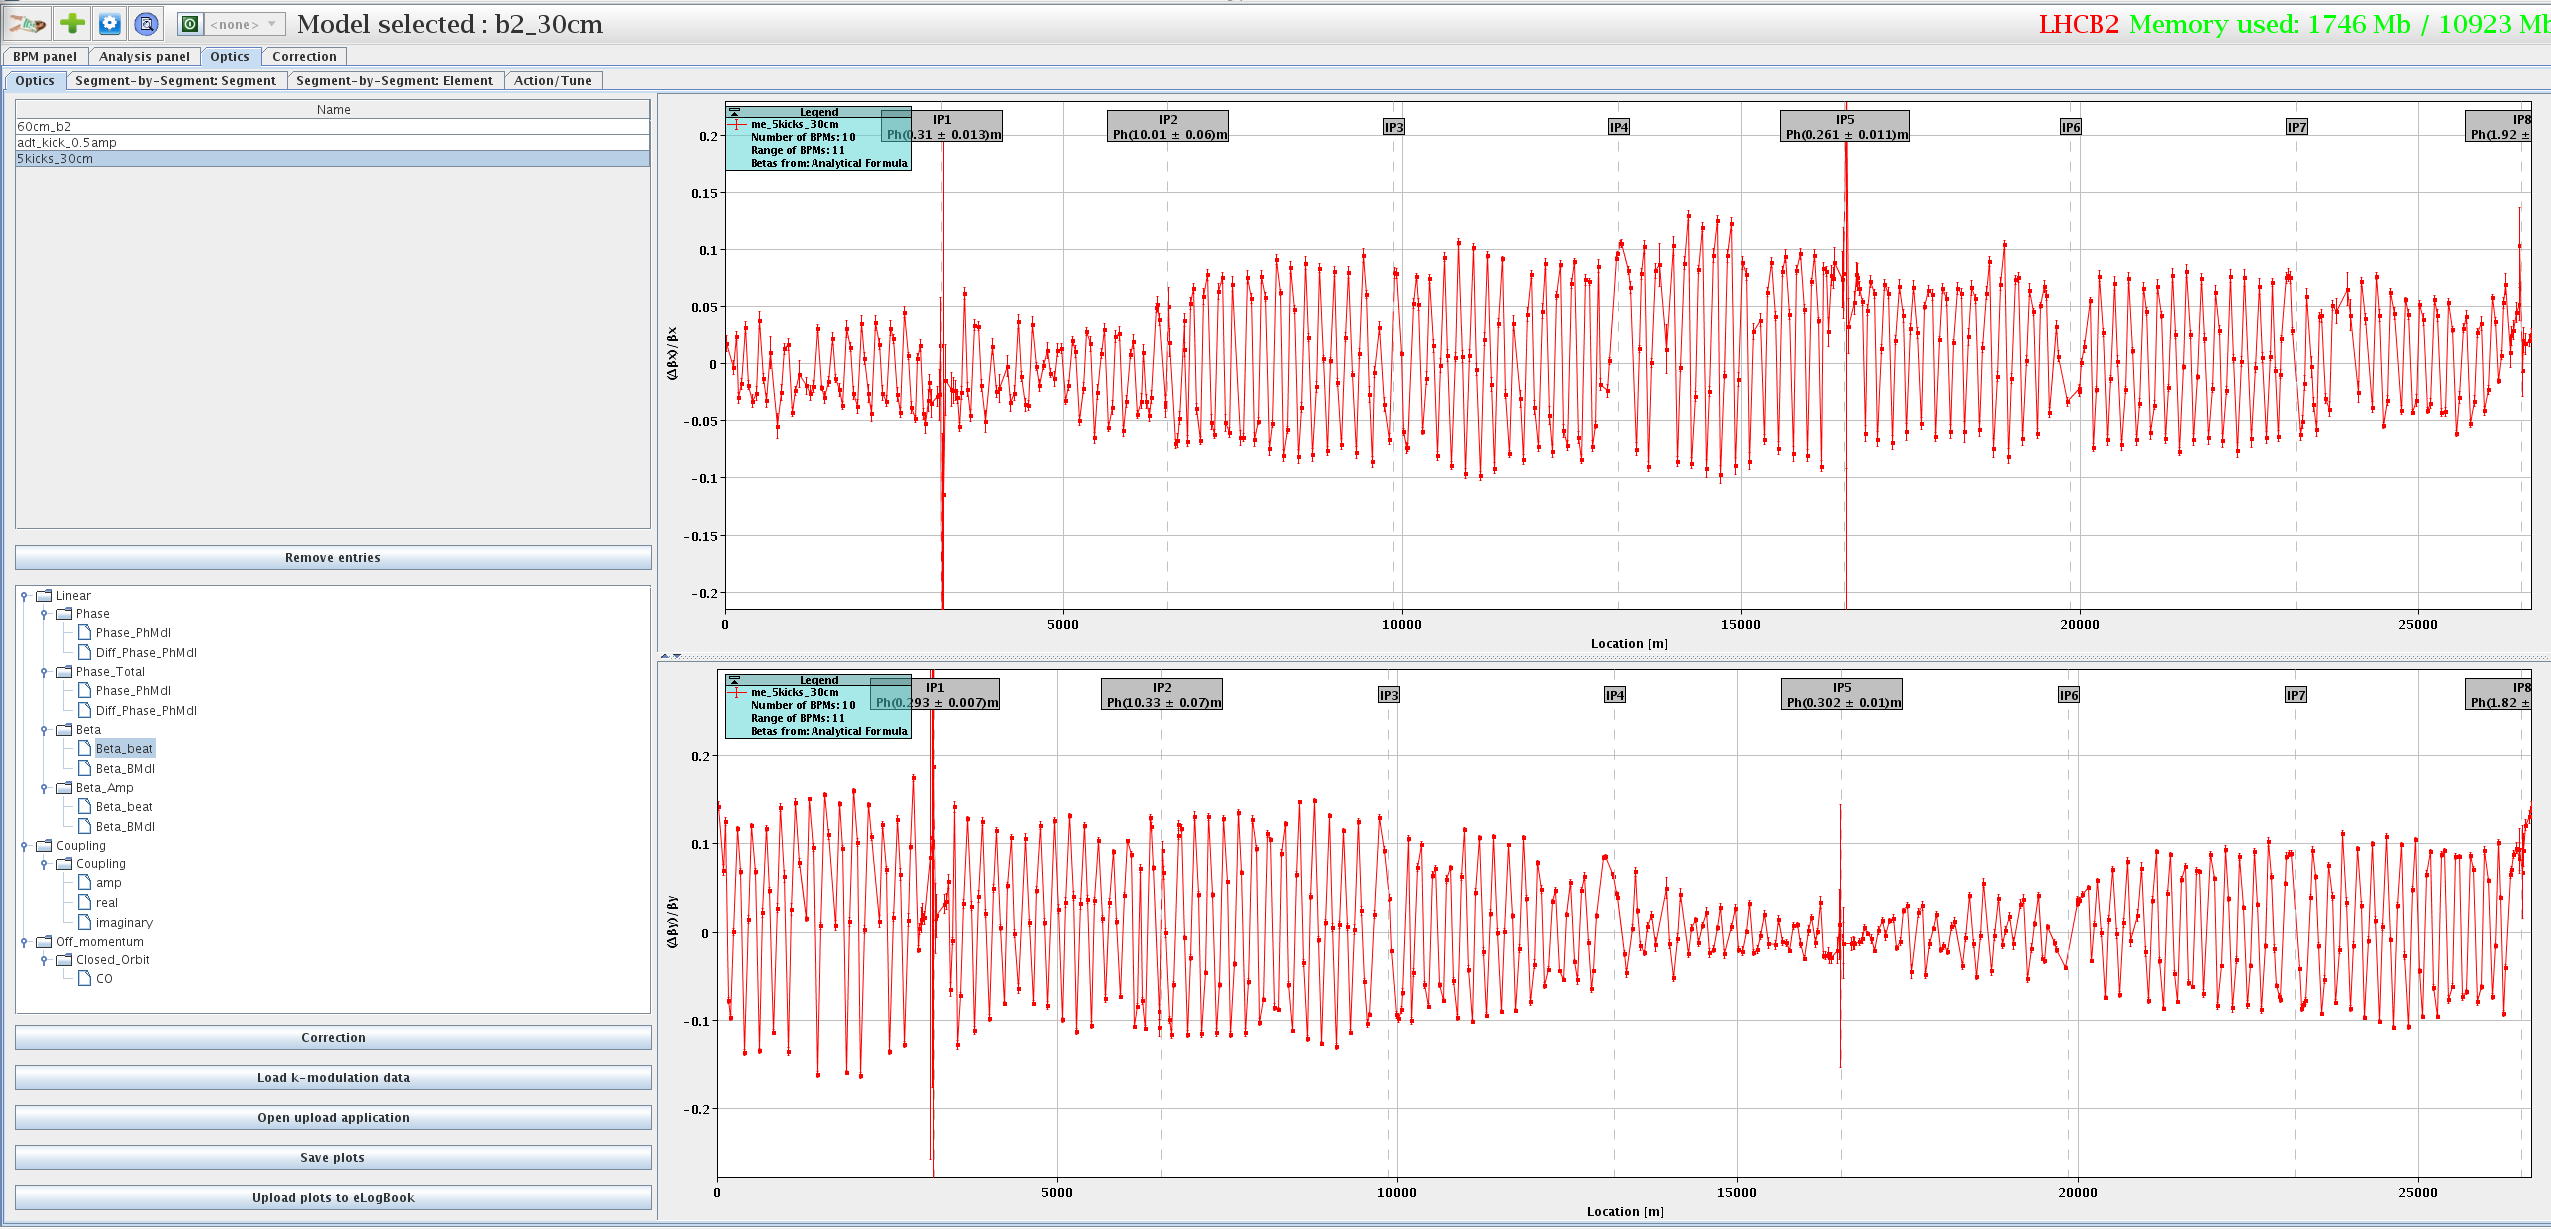 <none>
Model selected : b2_30cm
LHCB2 Memory used: 1746 Mb / 10923 Mb
BPM panel Analysis panel Optics Correction
Optics Segment-by-Segment: Segment Segment-by-Segment: Element Action/Tune
Name
60cm_b2
adt_kick_0.5amp
5kicks_30cm
Remove entries
Linear
Phase
Phase_PhMdl
Diff_Phase_PhMdl
Phase_Total
Phase_PhMdl
Diff_Phase_PhMdl
Beta
Beta_beat
Beta_BMdl
Beta_Amp
Beta_beat
Beta_BMdl
Coupling
Coupling
amp
real
imaginary
Off_momentum
Closed_Orbit
CO
Correction
Load k-modulation data
Open upload application
Save plots
Upload plots to eLogBook
Legend
me_5kicks_30cm
Number of BPMs: 10
Range of BPMs: 11
Betas from: Analytical Formula
IP1
Ph(0.31 ± 0.013)m
IP2
Ph(10.01 ± 0.06)m
IP3
IP4
IP5
Ph(0.261 ± 0.011)m
IP6
IP7
IP8
Ph(1.92 ±
0.2
0.15
0.1
0.05
0
-0.05
-0.1
-0.15
-0.2
(Δβx)/βx
0 5000 10000 15000 20000 25000
Location [m]
Legend
me_5kicks_30cm
Number of BPMs: 10
Range of BPMs: 11
Betas from: Analytical Formula
IP1
Ph(0.293 ± 0.007)m
IP2
Ph(10.33 ± 0.07)m
IP3
IP4
IP5
Ph(0.302 ± 0.01)m
IP6
IP7
IP8
Ph(1.82 ±
0.2
0.1
0
-0.1
-0.2
(Δβy)/βy
0 5000 10000 15000 20000 25000
Location [m]